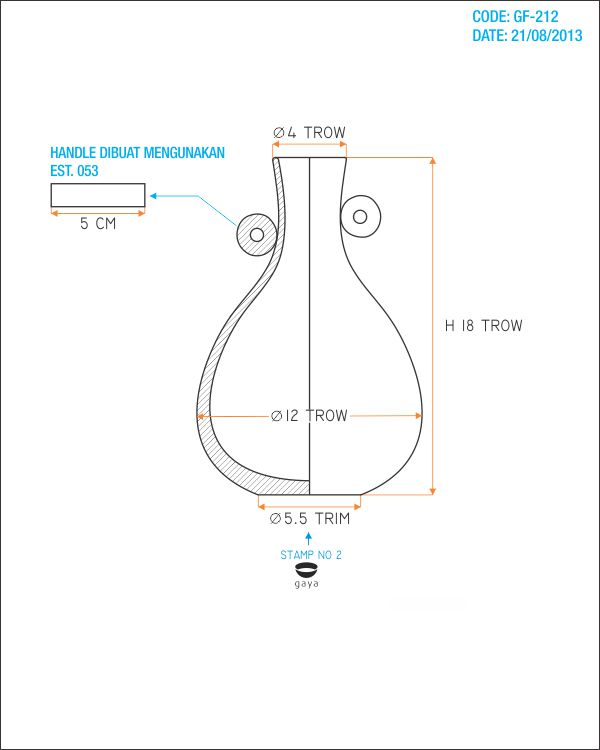 CODE: GF-212
DATE: 21/08/2013
Ø4 TROW
HANDLE DIBUAT MENGUNAKAN
EST. 053
5 CM
H 18 TROW
Ø12 TROW
Ø5.5 TRIM
STAMP NO 2
gaya